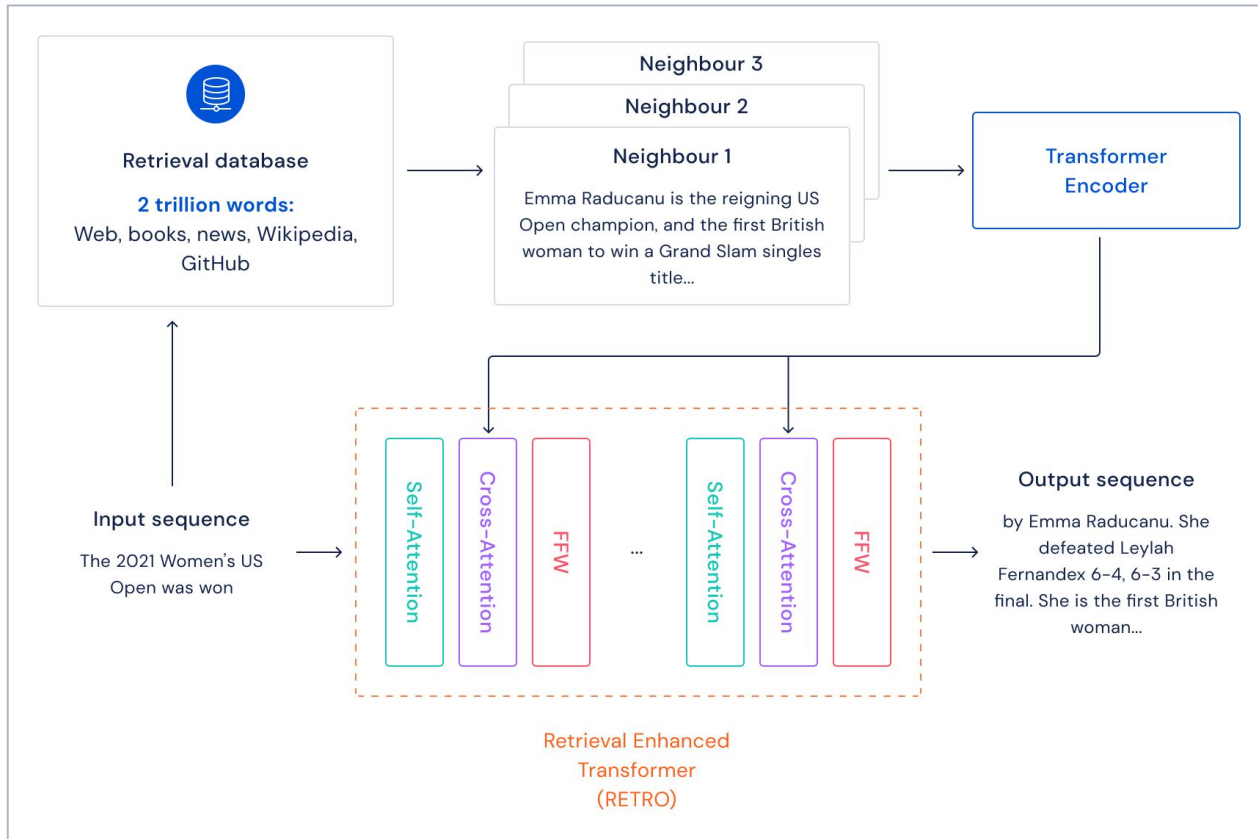 Retrieval database
2 trillion words:
Web, books, news, Wikipedia,
GitHub
Neighbour 3
Neighbour 2
Neighbour 1
Emma Raducanu is the reigning US
Open champion, and the first British
woman to win a Grand Slam singles
title...
Transformer
Encoder
Input sequence
The 2021 Women's US
Open was won
Self-Attention
Cross-Attention
FFW
...
Self-Attention
Cross-Attention
FFW
Output sequence
by Emma Raducanu. She
defeated Leylah
Fernandex 6-4, 6-3 in the
final. She is the first British
woman...
Retrieval Enhanced
Transformer
(RETRO)